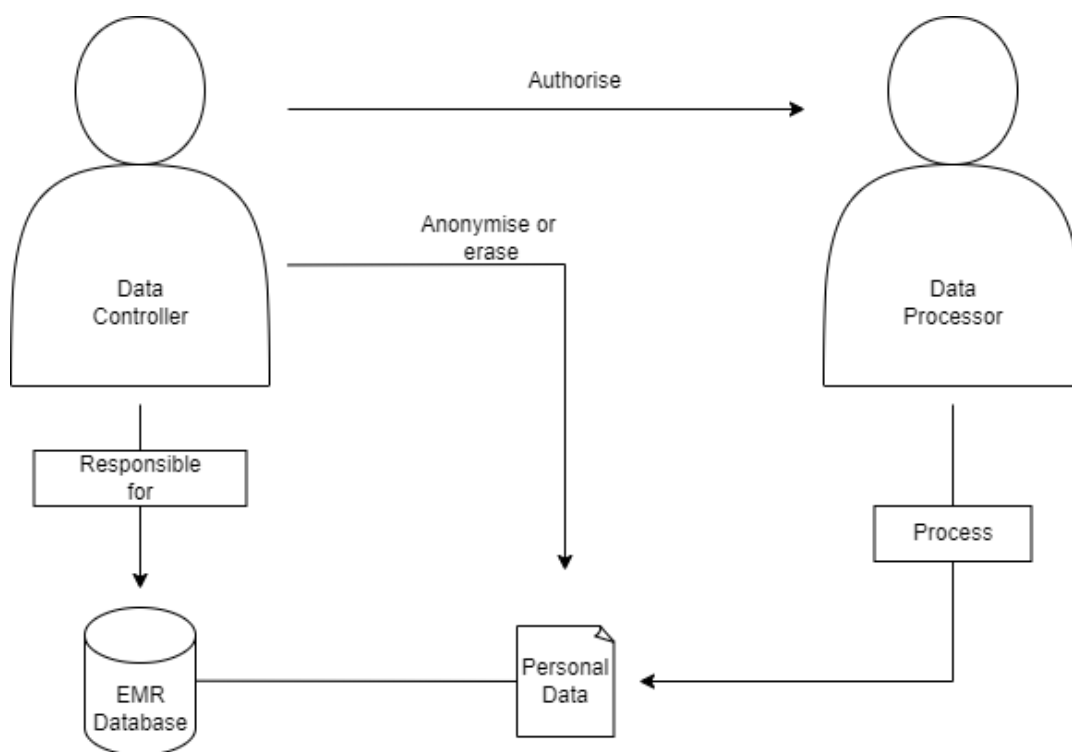 Authorise
Anonymise or
erase
Data
Controller
Data
Processor
Responsible
for
Process
Personal
Data
EMR
Database